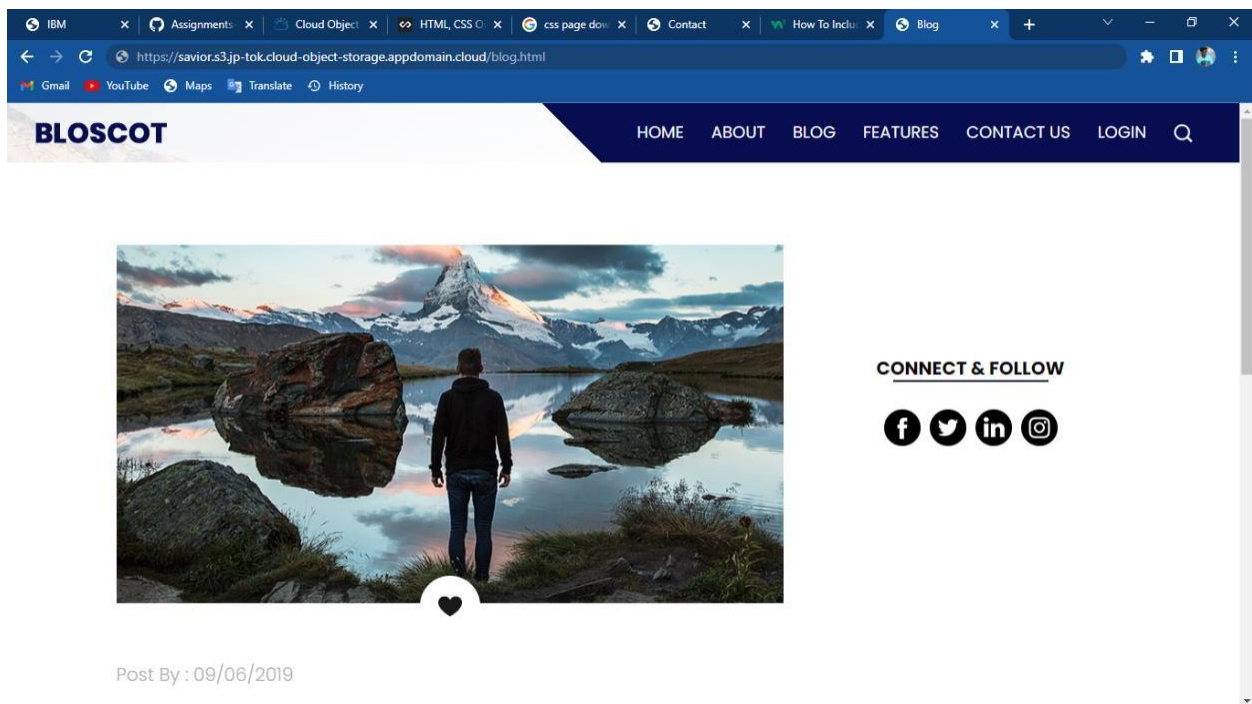 IBM Assignments- Cloud Object HTML, CSS O css page dow Contact How To Inclu Blog
https://savior.s3.jp-tok.cloud-object-storage.appdomain.cloud/blog.html
Gmail YouTube Maps Translate History
BLOSCOT HOME ABOUT BLOG FEATURES CONTACT US LOGIN
CONNECT & FOLLOW
Post By : 09/06/2019